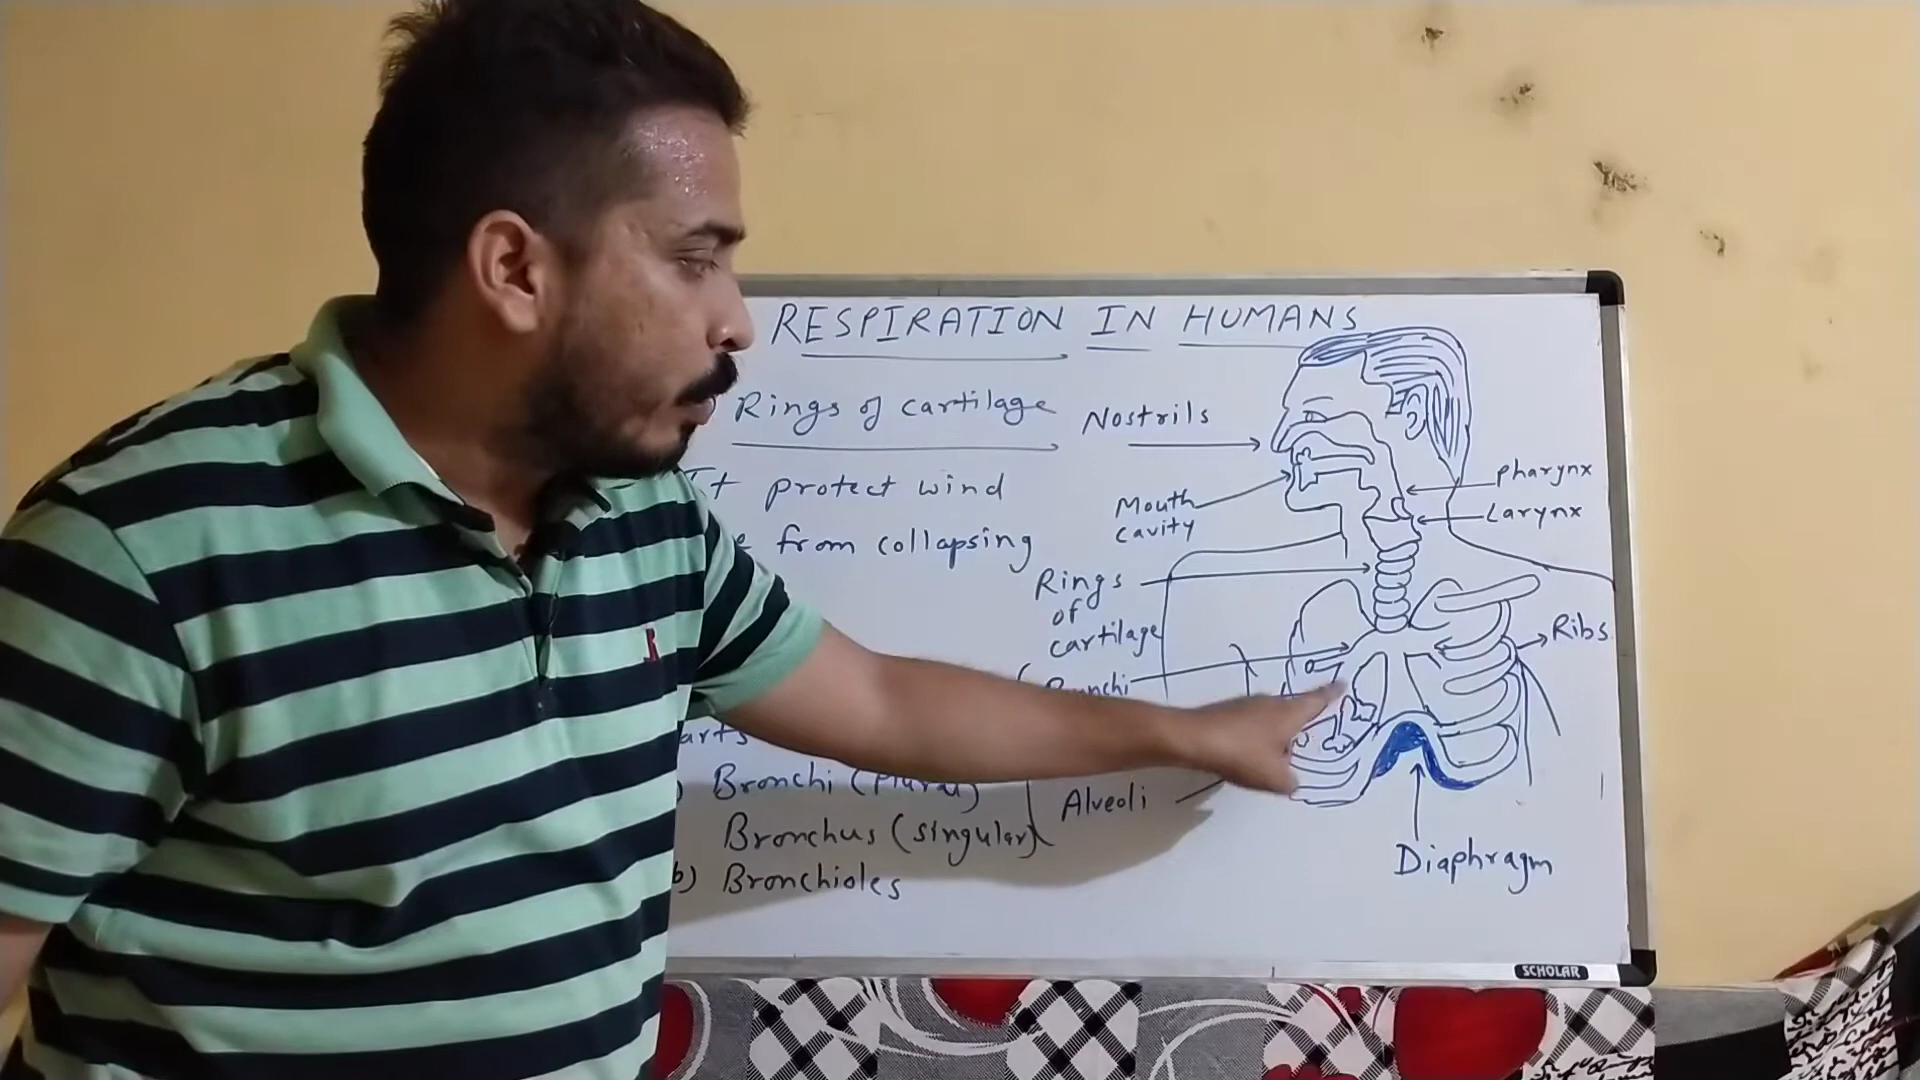 RESPIRATION IN HUMANS
Rings of cartilage
It protect wind
from collapsing
Bronchi (Plural)
Bronchus (singular)
b) Bronchioles
Nostrils
Mouth
cavity
Rings
of
cartilage
Bronchi
Alveoli
pharynx
Larynx
Ribs
Diaphragm
SCHOLAR